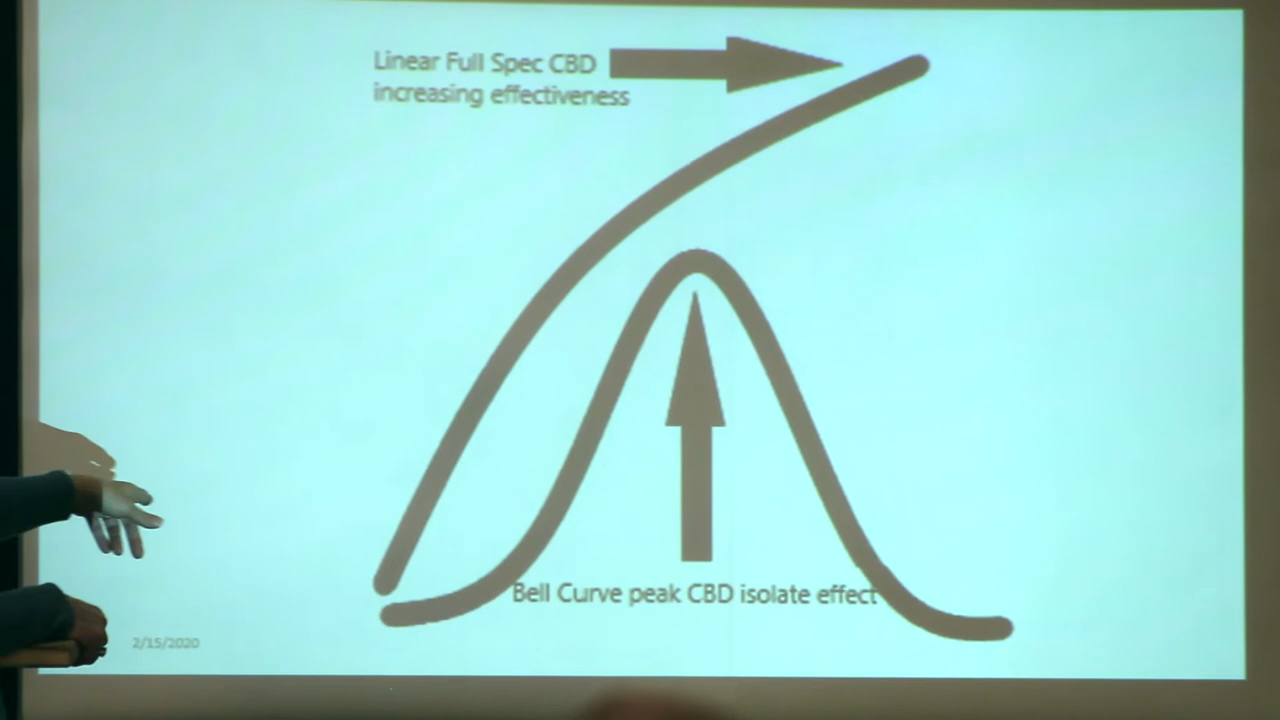 Linear Full Spec CBD
increasing effectiveness
Bell Curve peak CBD isolate effect
2/15/2020